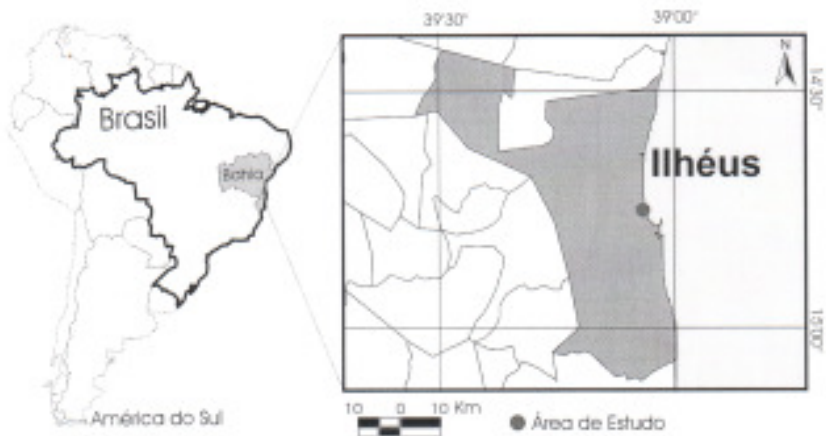 39'30" 39'00"
N
14'30"
Brasil
Bahia
Ilhéus
15'00"
América do Sul
10 0 10 Km
Área de Estudo